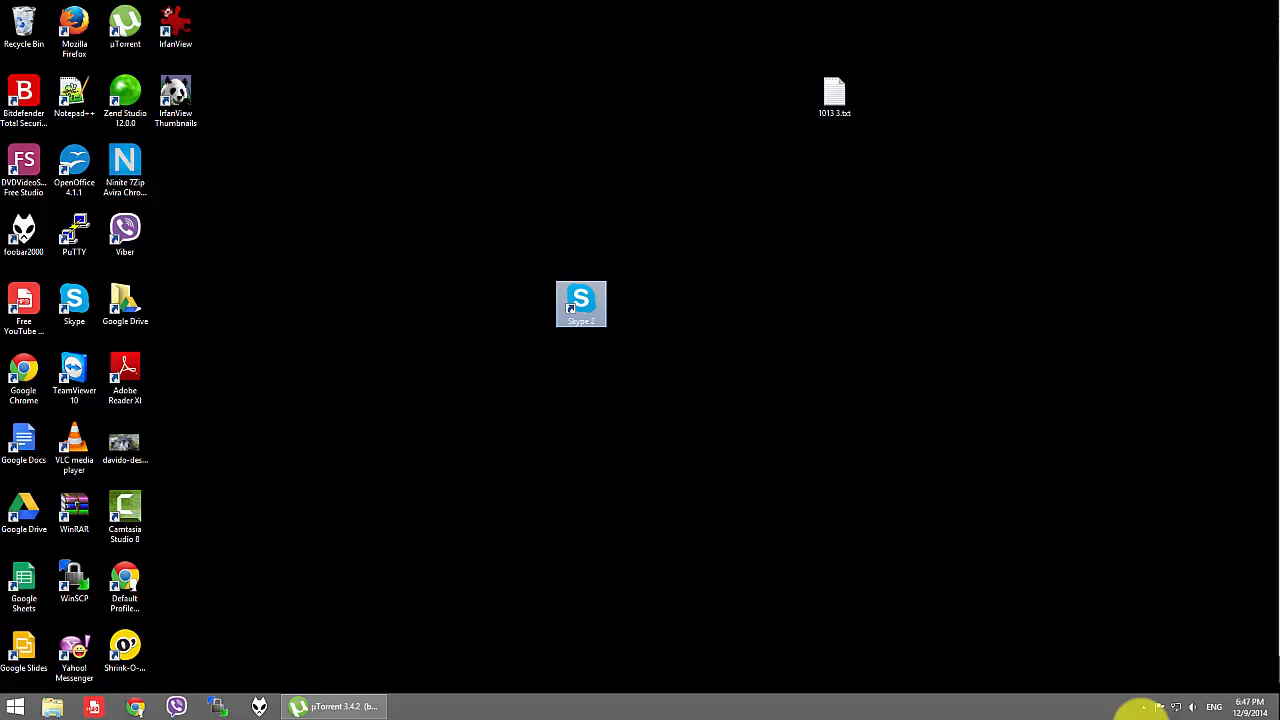 Recycle Bin
Mozilla
Firefox
µTorrent
IrfanView
Bitdefender
Total Securi...
Notepad++
Zend Studio
12.0.0
IrfanView
Thumbnails
1013 3.txt
DVDVideoS...
Free Studio
OpenOffice
4.1.1
Ninite 7Zip
Avira Chro...
foobar2000
PuTTY
Viber
Free
YouTube ...
Skype
Google Drive
Skype 2
Google
Chrome
TeamViewer
10
Adobe
Reader XI
Google Docs
VLC media
player
davido-des...
Google Drive
WinRAR
Camtasia
Studio 8
Google
Sheets
WinSCP
Default
Profile...
Google Slides
Yahoo!
Messenger
Shrink-O-...
µTorrent 3.4.2 (b...
ENG
6:47 PM
12/9/2014